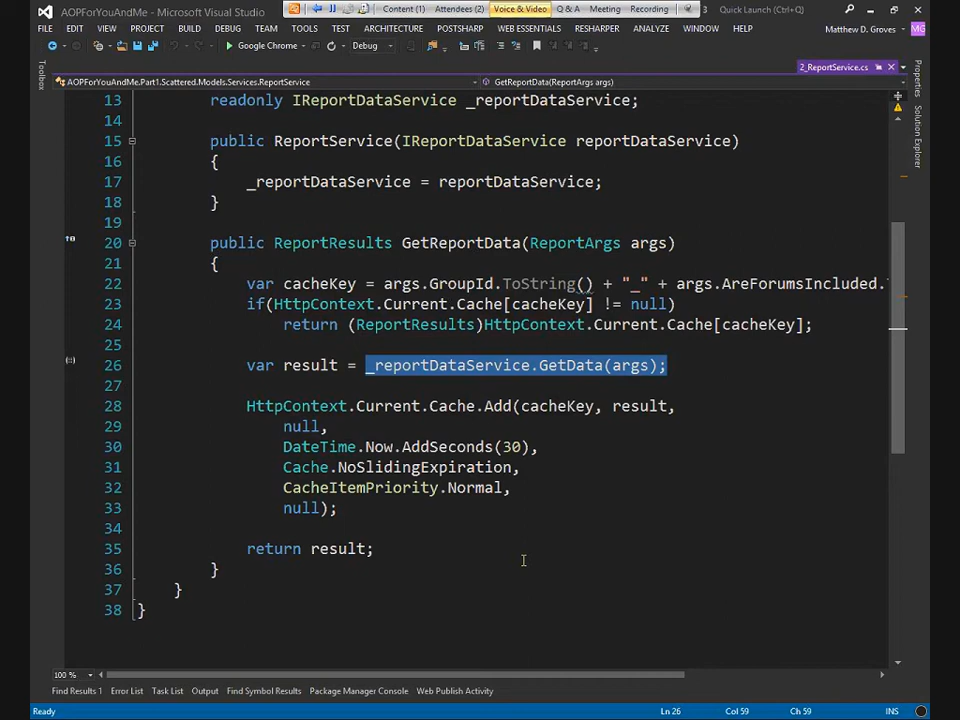 AOPForYouAndMe - Microsoft Visual Studio
Content (1) Attendees (2) Voice & Video Q & A Meeting Recording
3 Quick Launch (Ctrl+Q)
FILE EDIT VIEW PROJECT BUILD DEBUG TEAM TOOLS TEST ARCHITECTURE POSTSHARP WEB ESSENTIALS RESHARPER ANALYZE WINDOW HELP
Matthew D. Groves MG
Google Chrome Debug
Toolbox
2_ReportService.cs
AOPForYouAndMe.Part1.Scattered.Models.Services.ReportService
GetReportData(ReportArgs args)
Properties
Solution Explorer
13 readonly IReportDataService _reportDataService;
14
15 public ReportService(IReportDataService reportDataService)
16 {
17 _reportDataService = reportDataService;
18 }
19
20 public ReportResults GetReportData(ReportArgs args)
21 {
22 var cacheKey = args.GroupId.ToString() + "_" + args.AreForumsIncluded.
23 if(HttpContext.Current.Cache[cacheKey] != null)
24 return (ReportResults)HttpContext.Current.Cache[cacheKey];
25
26 var result = _reportDataService.GetData(args);
27
28 HttpContext.Current.Cache.Add(cacheKey, result,
29 null,
30 DateTime.Now.AddSeconds(30),
31 Cache.NoSlidingExpiration,
32 CacheItemPriority.Normal,
33 null);
34
35 return result;
36 }
37 }
38 }
100 %
Find Results 1 Error List Task List Output Find Symbol Results Package Manager Console Web Publish Activity
Ready Ln 26 Col 59 Ch 59 INS